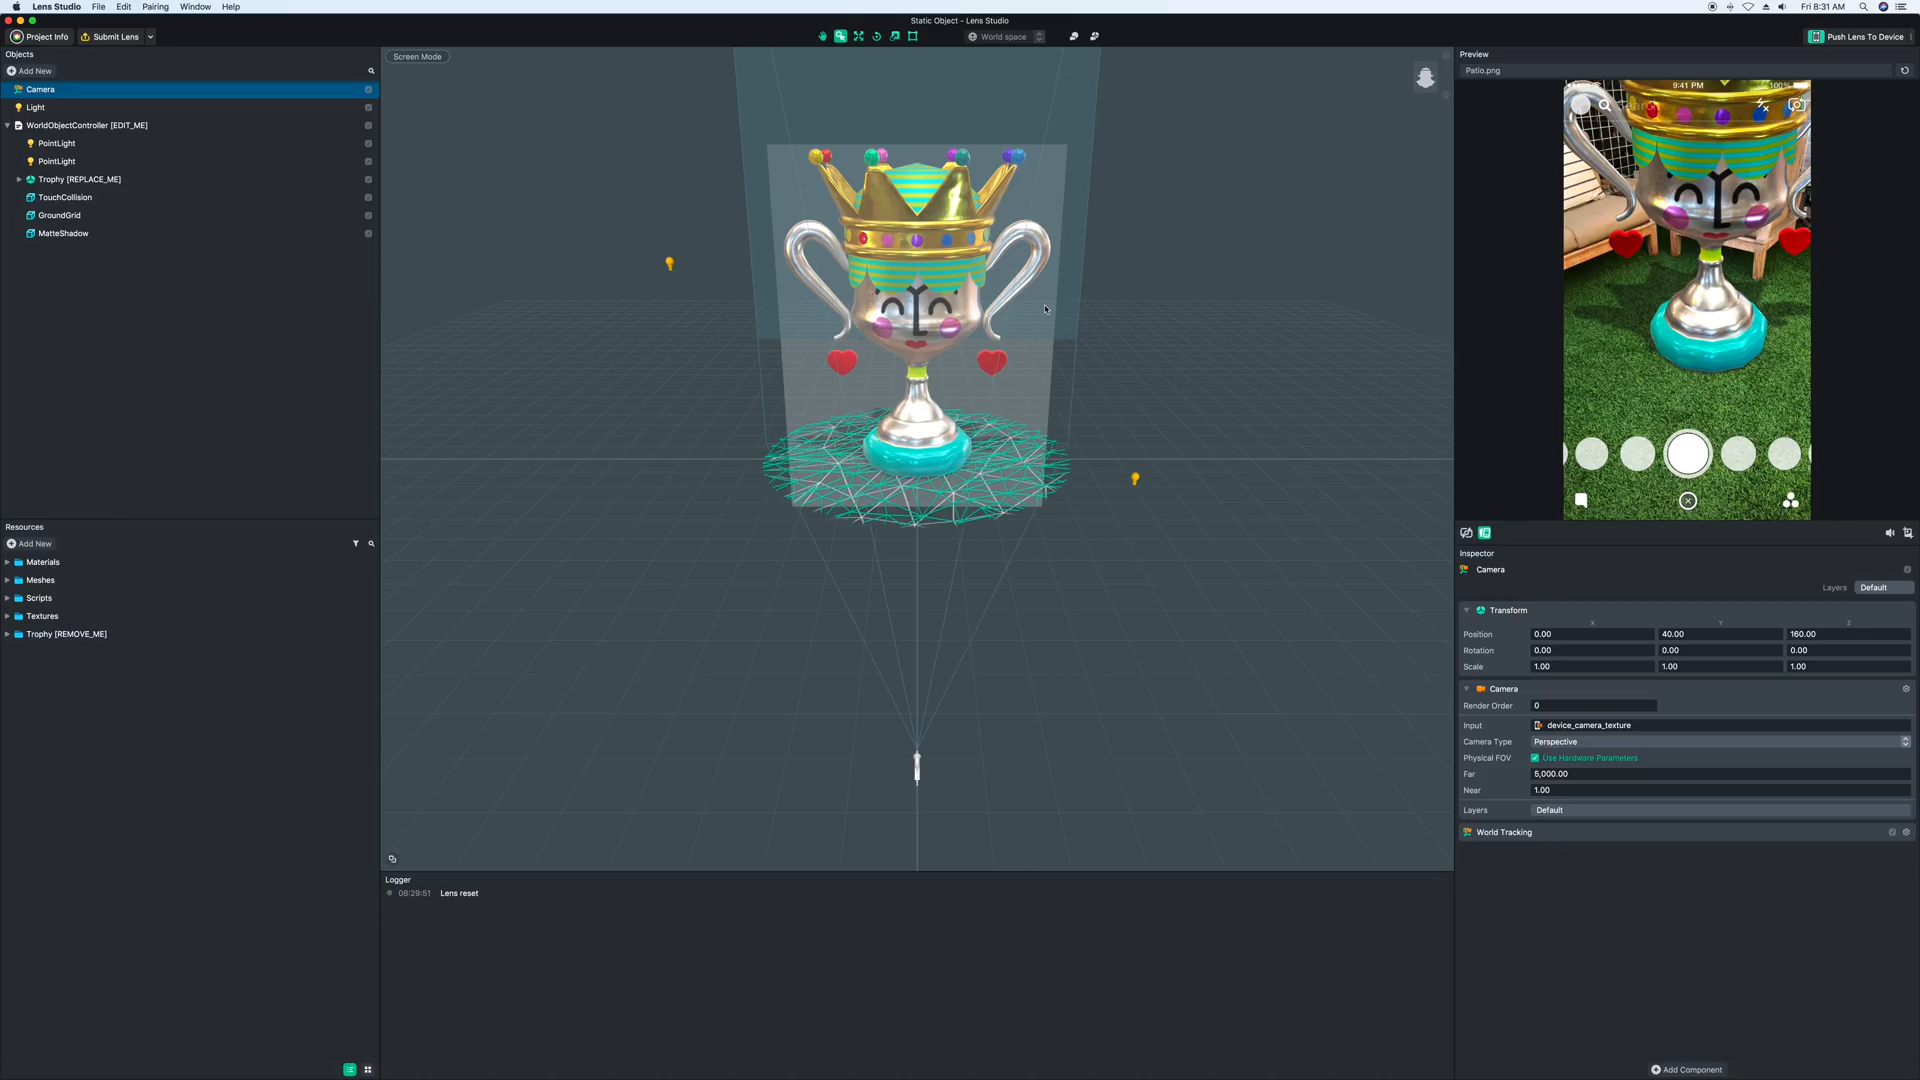 Lens Studio File Edit Pairing Window Help Fri 8:31 AM
Static Object - Lens Studio
Project Info Submit Lens World space Push Lens To Device
Objects
Add New
Camera
Light
WorldObjectController [EDIT_ME]
PointLight
PointLight
Trophy [REPLACE_ME]
TouchCollision
GroundGrid
MatteShadow
Resources
Add New
Materials
Meshes
Scripts
Textures
Trophy [REMOVE_ME]
Screen Mode
Logger
08:29:51 Lens reset
Preview
Patio.png
9:41 PM 100%
Inspector
Camera
Layers Default
Transform
X Y Z
Position 0.00 40.00 160.00
Rotation 0.00 0.00 0.00
Scale 1.00 1.00 1.00
Camera
Render Order 0
Input device_camera_texture
Camera Type Perspective
Physical FOV Use Hardware Parameters
Far 5,000.00
Near 1.00
Layers Default
World Tracking
Add Component